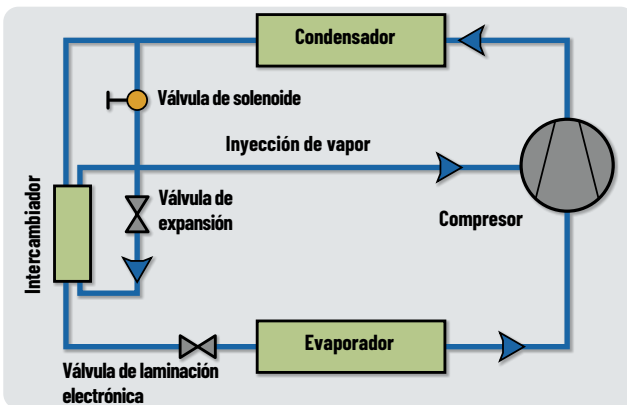 Condensador
Válvula de solenoide
Inyección de vapor
Intercambiador
Válvula de
expansión
Compresor
Evaporador
Válvula de laminación
electrónica